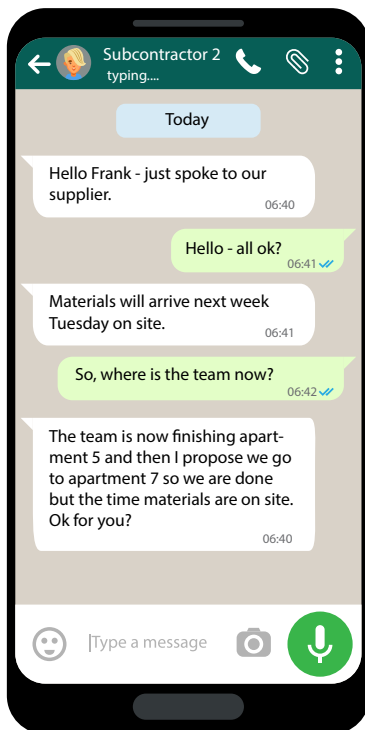 Subcontractor 2
typing....
Today
Hello Frank - just spoke to our
supplier.
06:40
Hello - all ok?
06:41
Materials will arrive next week
Tuesday on site.
06:41
So, where is the team now?
06:42
The team is now finishing apart-
ment 5 and then I propose we go
to apartment 7 so we are done
but the time materials are on site.
Ok for you?
06:40
Type a message